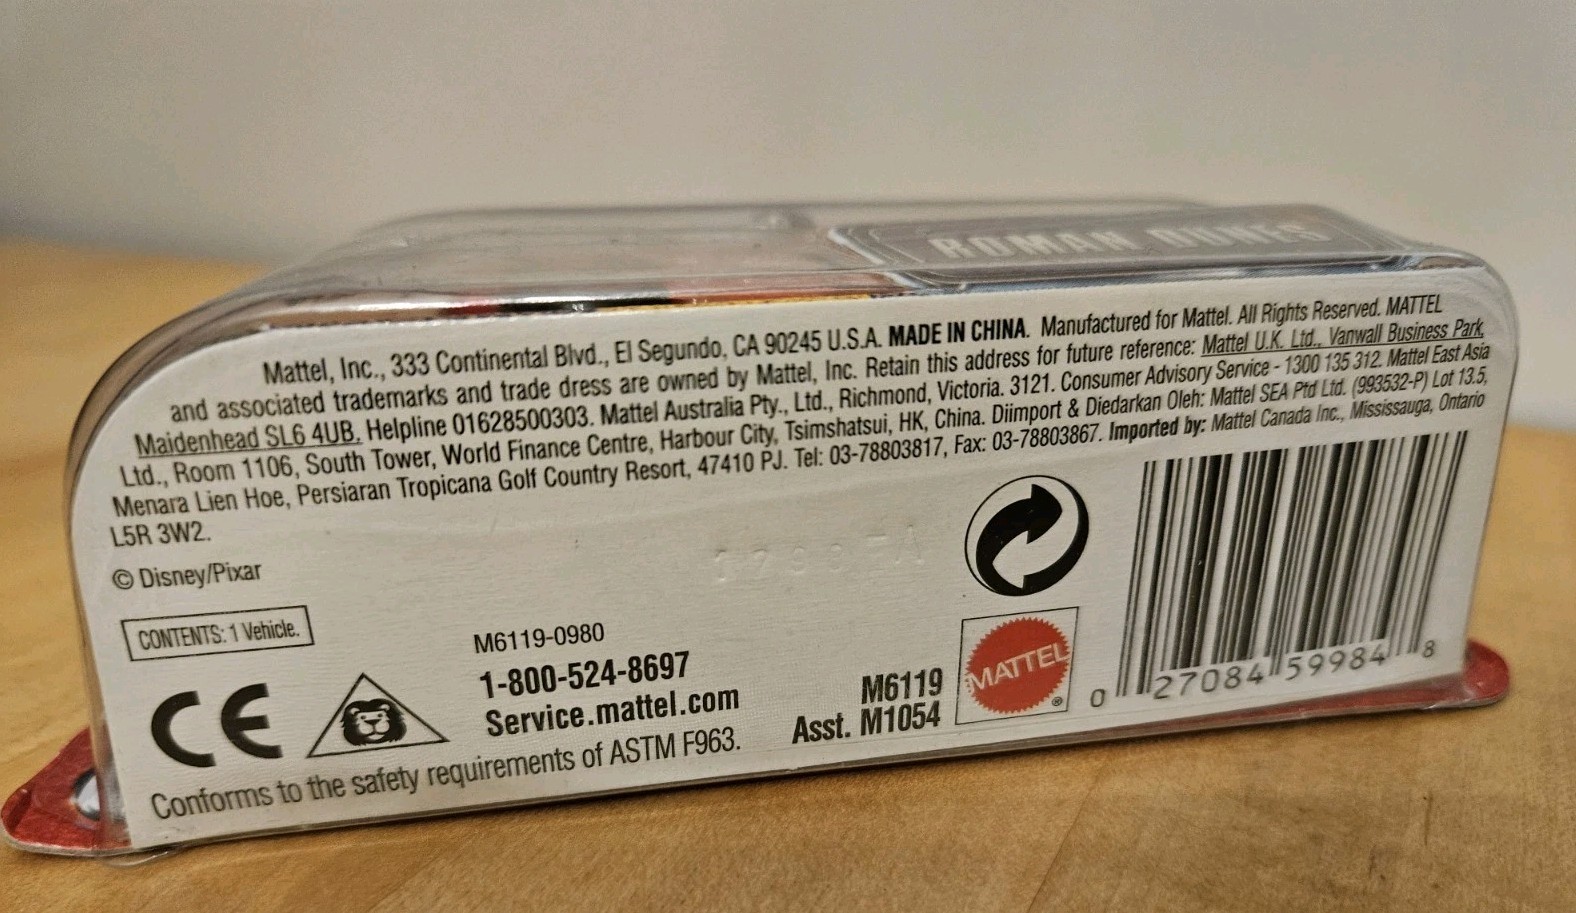 ROMAN DUNES
Mattel, Inc., 333 Continental Blvd., El Segundo, CA 90245 U.S.A. MADE IN CHINA. Manufactured for Mattel. All Rights Reserved. MATTEL
and associated trademarks and trade dress are owned by Mattel, Inc. Retain this address for future reference: Mattel U.K. Ltd., Vanwall Business Park,
Maidenhead SL6 4UB. Helpline 01628500303. Mattel Australia Pty., Ltd., Richmond, Victoria. 3121. Consumer Advisory Service - 1300 135 312. Mattel East Asia
Ltd., Room 1106, South Tower, World Finance Centre, Harbour City, Tsimshatsui, HK, China. Diimport & Diedarkan Oleh: Mattel SEA Ptd Ltd. (993532-P) Lot 13.5,
Menara Lien Hoe, Persiaran Tropicana Golf Country Resort, 47410 PJ. Tel: 03-78803817, Fax: 03-78803867. Imported by: Mattel Canada Inc., Mississauga, Ontario
L5R 3W2.
© Disney/Pixar
CONTENTS: 1 Vehicle.
CE
M6119-0980
1-800-524-8697
Service.mattel.com
Conforms to the safety requirements of ASTM F963.
M6119
Asst. M1054
MATTEL
®
0 27084 59984 8